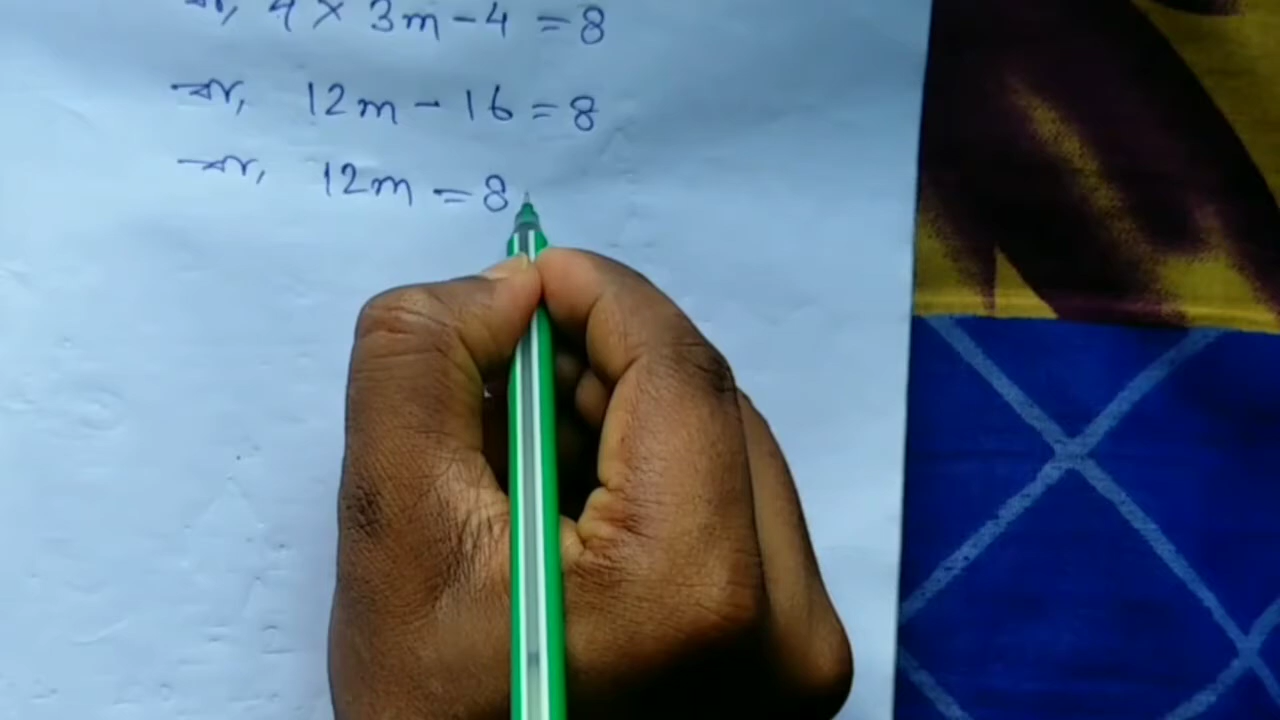 বা, 4 × 3m - 4 = 8
বা, 12m - 16 = 8
বা, 12m = 8